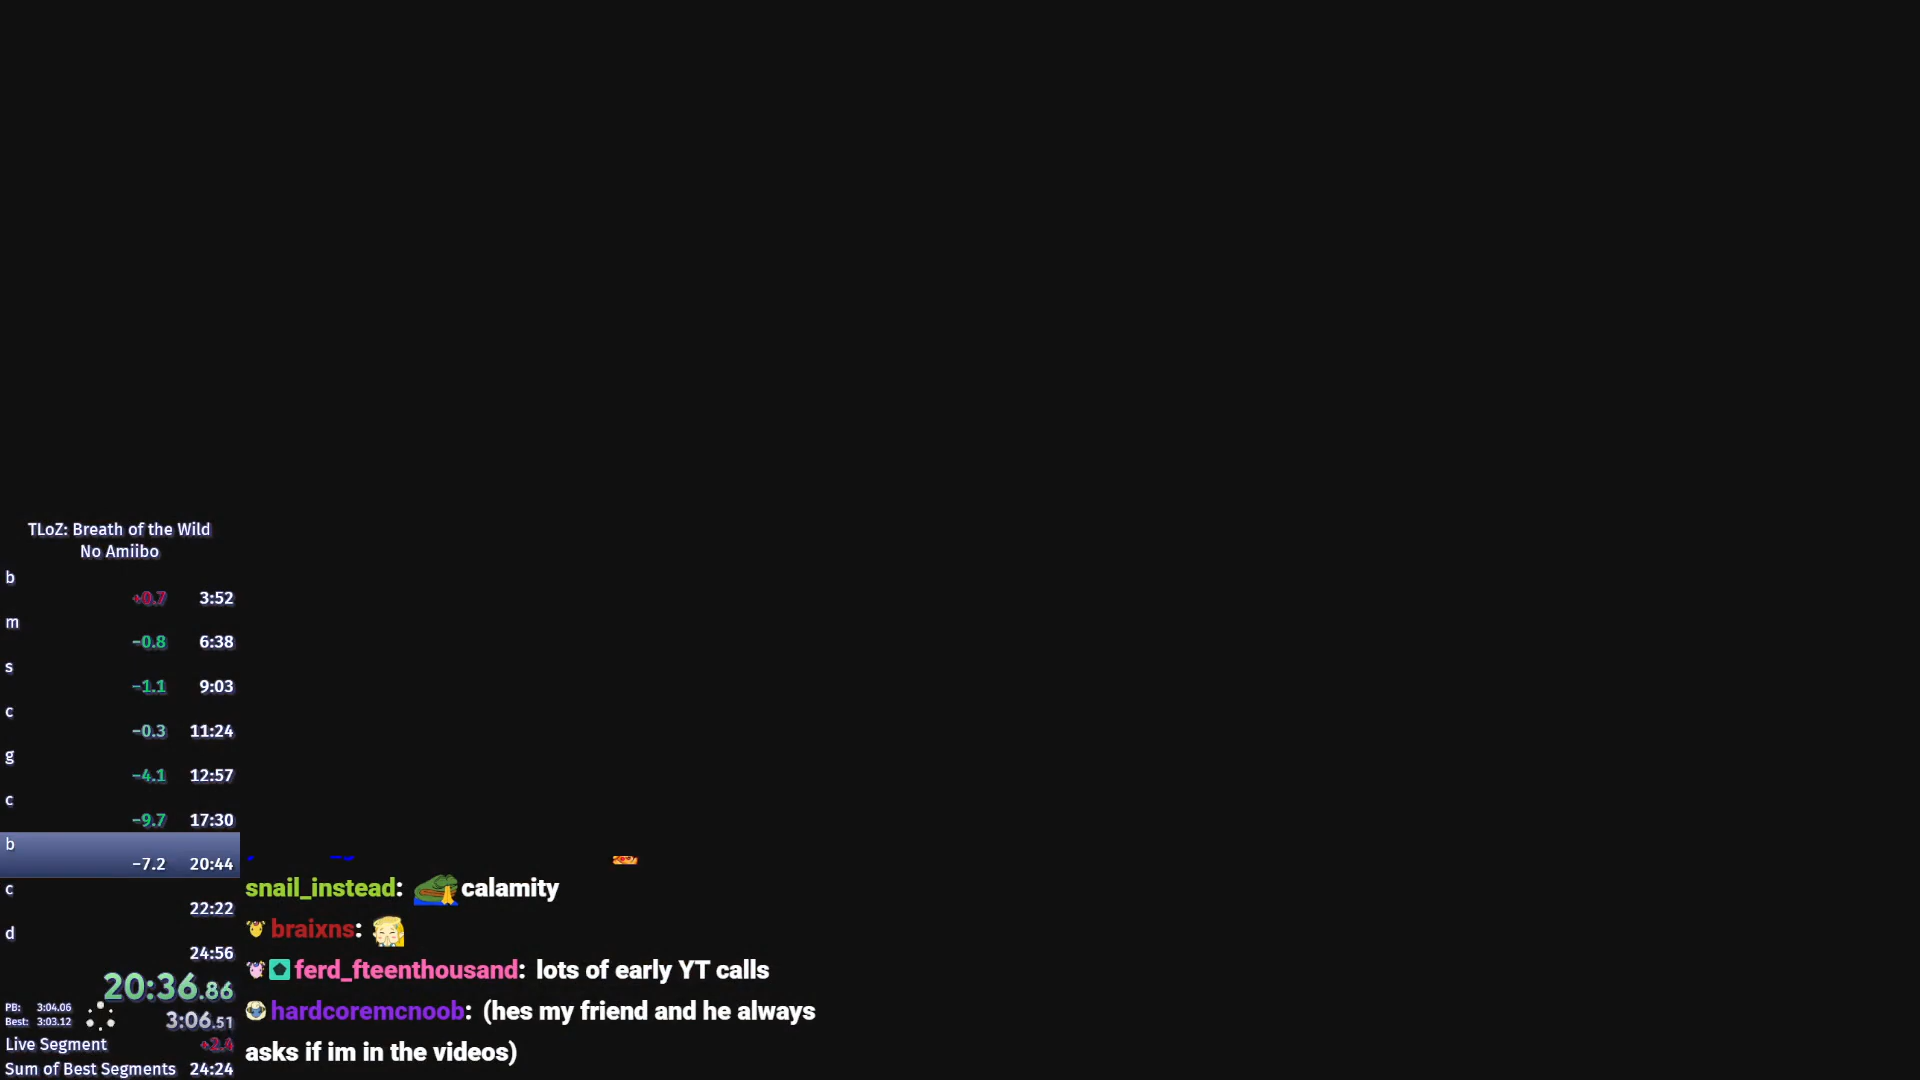 TLoZ: Breath of the Wild
No Amiibo
b
+0.7 3:52
m
−0.8 6:38
s
−1.1 9:03
c
−0.3 11:24
g
−4.1 12:57
c
−9.7 17:30
b
−7.2 20:44
c
22:22
d
24:56
20:36.86
PB: 3:04.06
Best: 3:03.12
3:06.51
Live Segment +2.4
Sum of Best Segments 24:24
snail_instead: calamity
braixns:
ferd_fteenthousand: lots of early YT calls
hardcoremcnoob: (hes my friend and he always
asks if im in the videos)